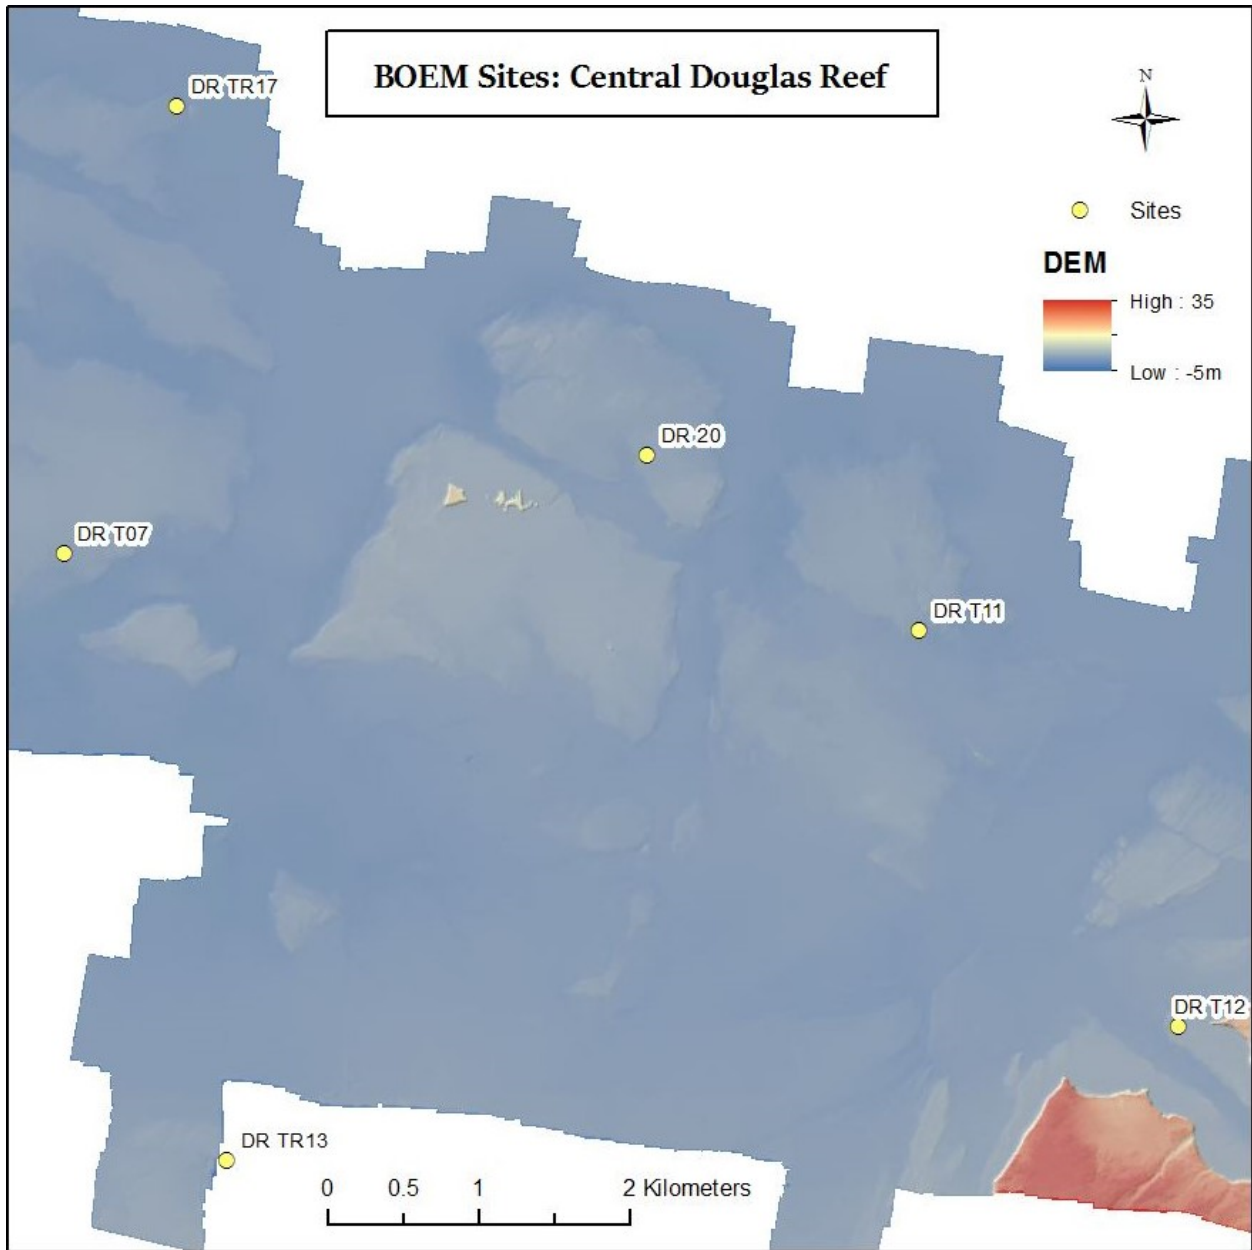 BOEM Sites: Central Douglas Reef
N
DR TR17
Sites
DEM
High : 35
Low : -5m
DR 20
DR T07
DR T11
DR T12
DR TR13
0 0.5 1 2 Kilometers